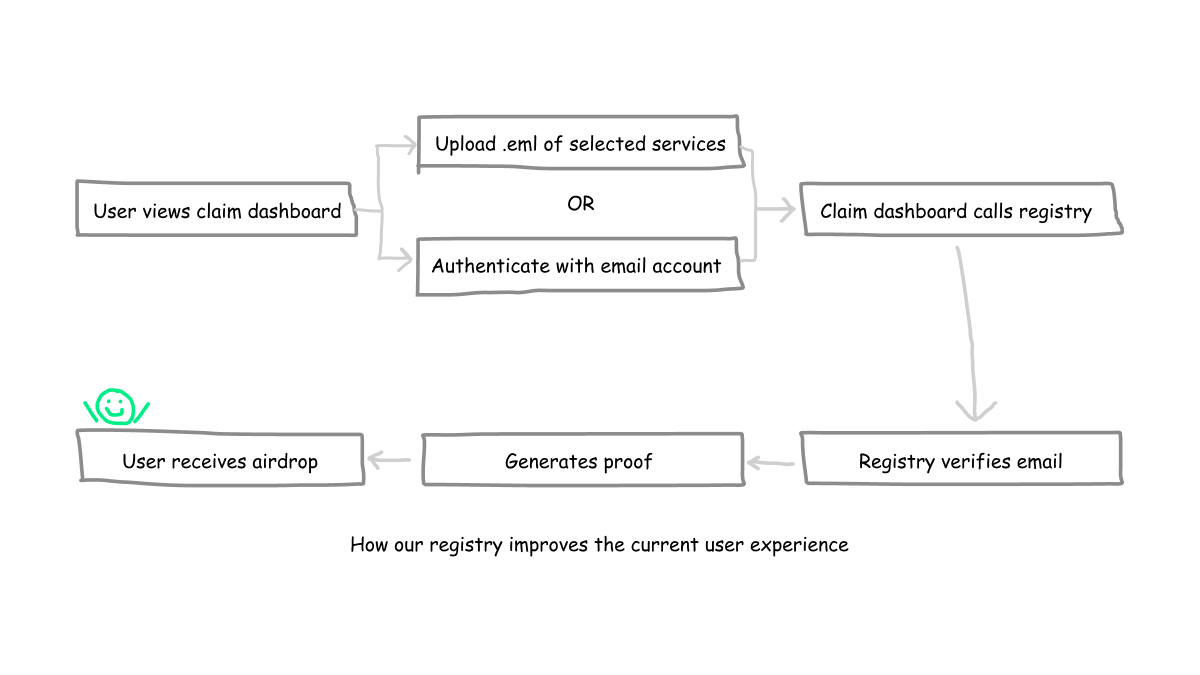 User views claim dashboard
Upload .eml of selected services
OR
Authenticate with email account
Claim dashboard calls registry
Registry verifies email
Generates proof
User receives airdrop
How our registry improves the current user experience